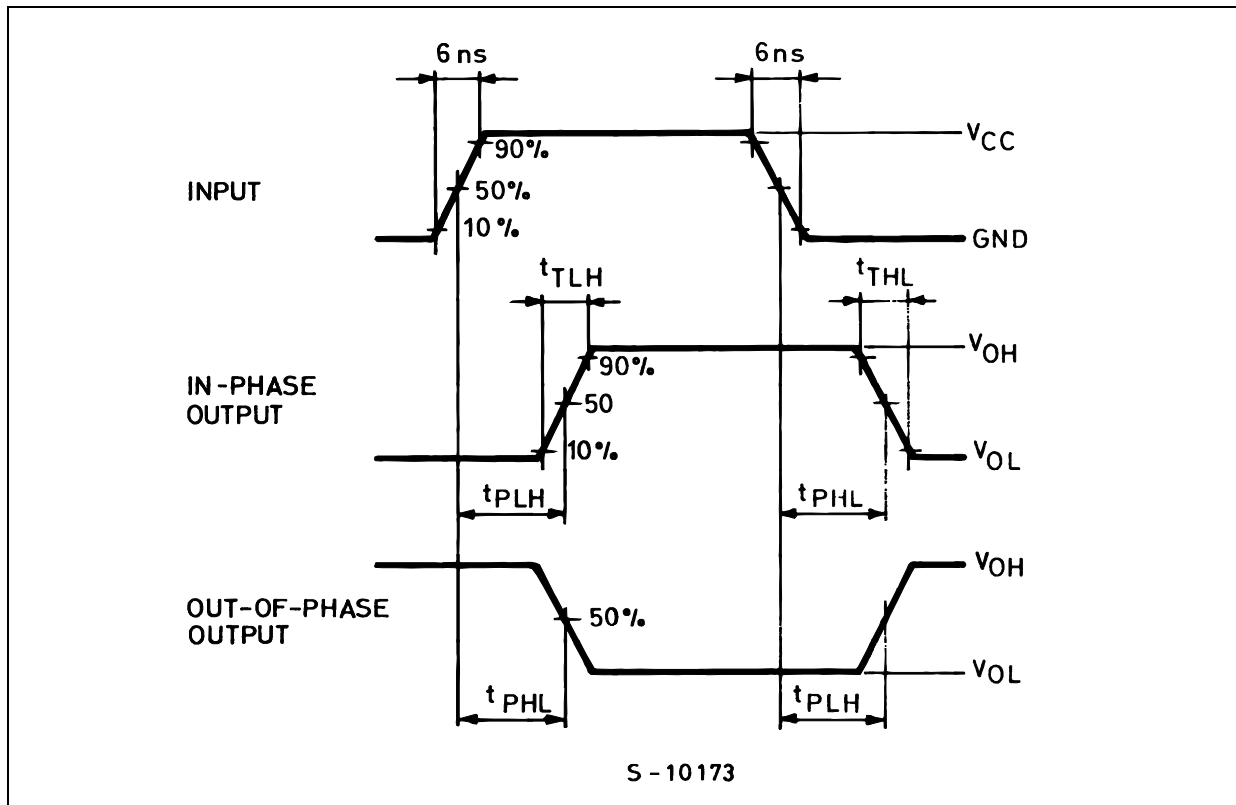 6 ns
6ns
VCC
90%
INPUT
50%
10%
GND
tTLH
tTHL
VOH
90%
IN-PHASE
OUTPUT
50
10%
VOL
tPLH
tPHL
VOH
OUT-OF-PHASE
OUTPUT
50%
VOL
tPHL
tPLH
S-10173